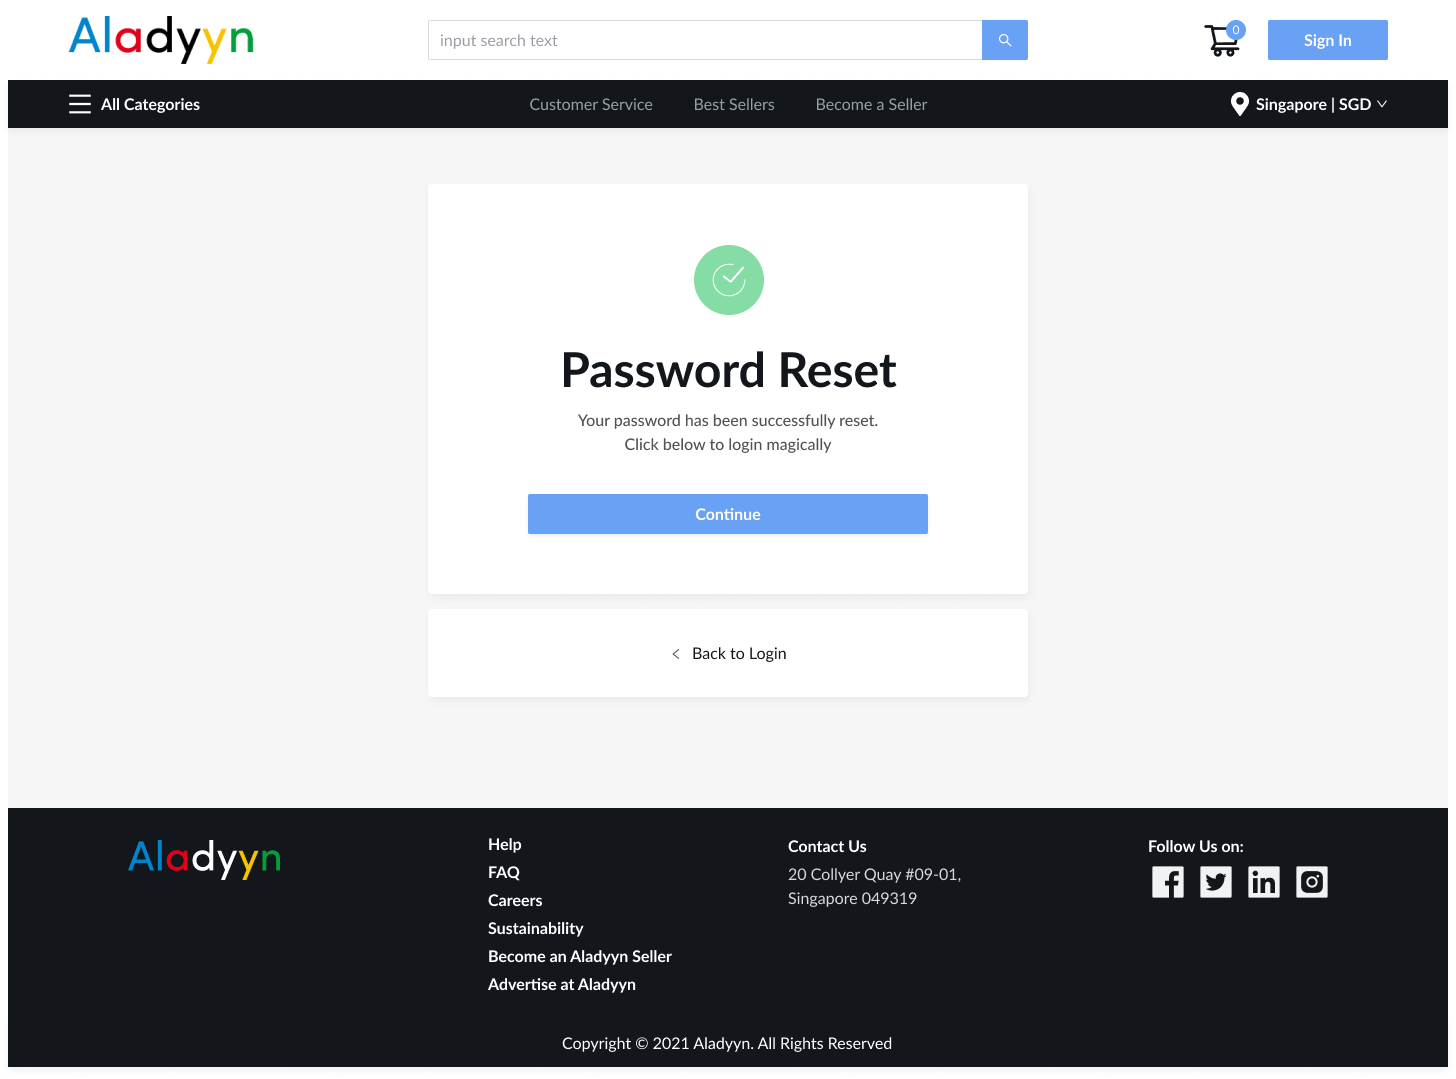 Aladyyn
input search text
0
Sign In
All Categories
Customer Service
Best Sellers
Become a Seller
Singapore | SGD
Password Reset
Your password has been successfully reset.
Click below to login magically
Continue
Back to Login
Aladyyn
Help
FAQ
Careers
Sustainability
Become an Aladyyn Seller
Advertise at Aladyyn
Contact Us
20 Collyer Quay #09-01,
Singapore 049319
Follow Us on:
Copyright © 2021 Aladyyn. All Rights Reserved